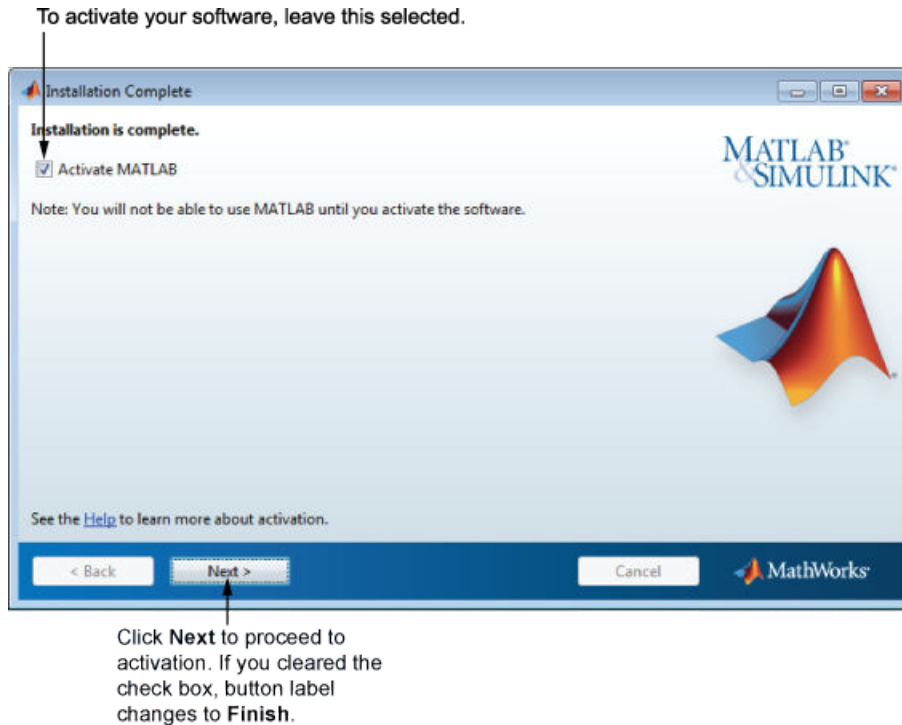 To activate your software, leave this selected.
Installation Complete
Installation is complete.
Activate MATLAB
Note: You will not be able to use MATLAB until you activate the software.
MATLAB®
&SIMULINK®
See the Help to learn more about activation.
< Back
Next >
Cancel
MathWorks®
Click Next to proceed to
activation. If you cleared the
check box, button label
changes to Finish.